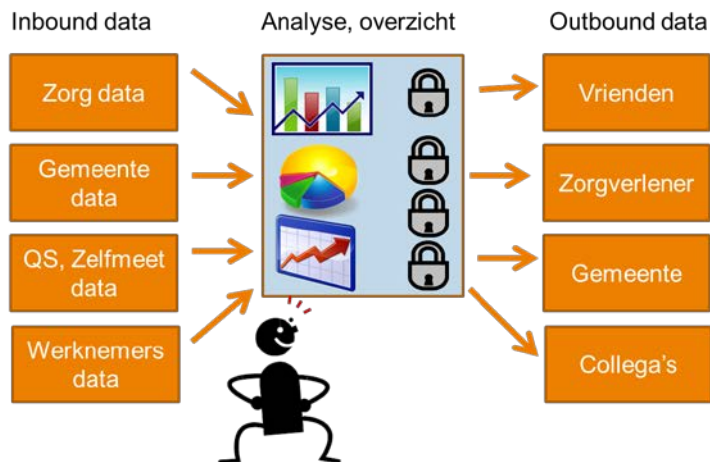 Inbound data
Analyse, overzicht
Outbound data
Zorg data
Gemeente
data
QS, Zelfmeet
data
Werknemers
data
Vrienden
Zorgverlener
Gemeente
Collega's